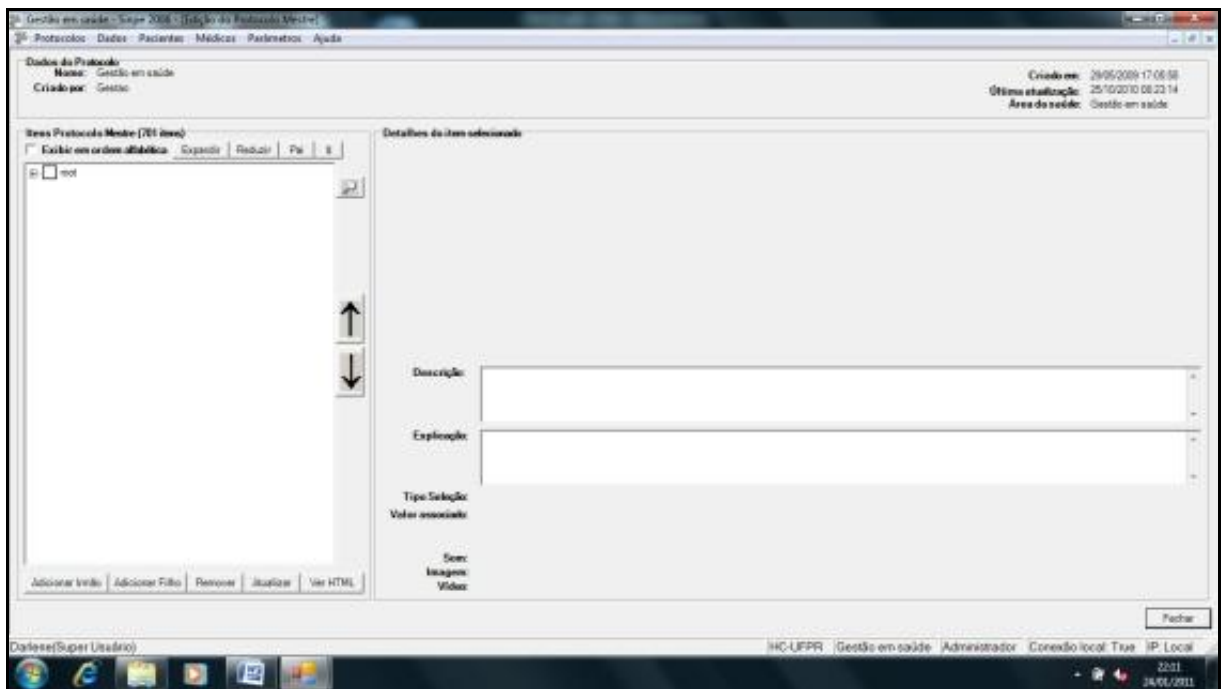 Gestão em saúde - Sinpe 2008 - [Edição do Protocolo Mestre]
Protocolos Dados Pacientes Médicos Parâmetros Ajuda
Dados do Protocolo
Nome: Gestão em saúde
Criado por: Gestao
Criado em: 29/05/2009 17:05:58
Última atualização: 25/10/2010 08:23:14
Área da saúde: Gestão em saúde
Itens Protocolo Mestre (701 itens)
Exibir em ordem alfabética Expandir Reduzir Pai
root
Detalhes do item selecionado
Descrição:
Explicação:
Tipo Seleção:
Valor associado:
Som:
Imagem:
Vídeo:
Adicionar Irmão Adicionar Filho Remover Atualizar Ver HTML
Fechar
Darlene(Super Usuário) HC-UFPR Gestão em saúde Administrador Conexão local: True IP: Local
22:11
24/01/2011